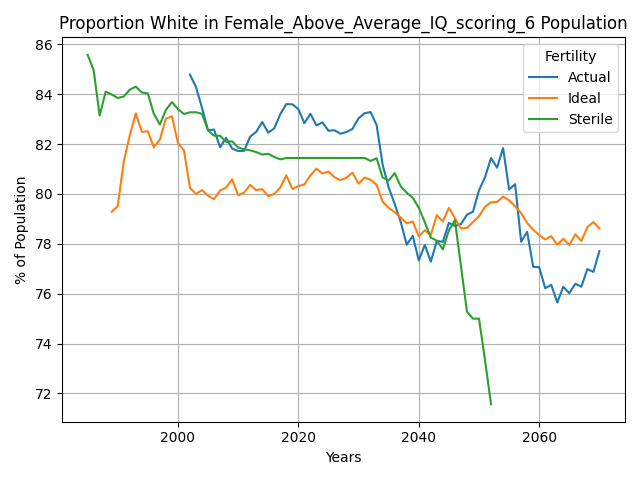 Proportion White in Female_Above_Average_IQ_scoring_6 Population
86
84
82
80
78
76
74
72
% of Population
Fertility
Actual
Ideal
Sterile
2000
2020
2040
2060
Years